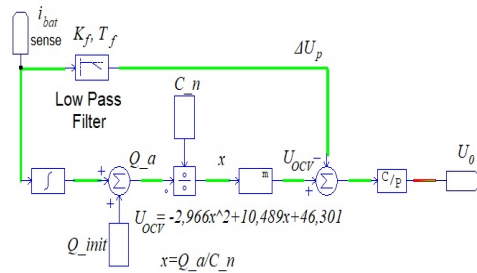 i_bat
sense
K_f, T_f
ΔU_p
Low Pass
Filter
C_n
∫
+
Σ
+
Q_a
÷
x
m
U_OCV
−
+
Σ
C/P
U_0
Q_init
U_OCV = -2,966x^2+10,489x+46,301
x=Q_a/C_n